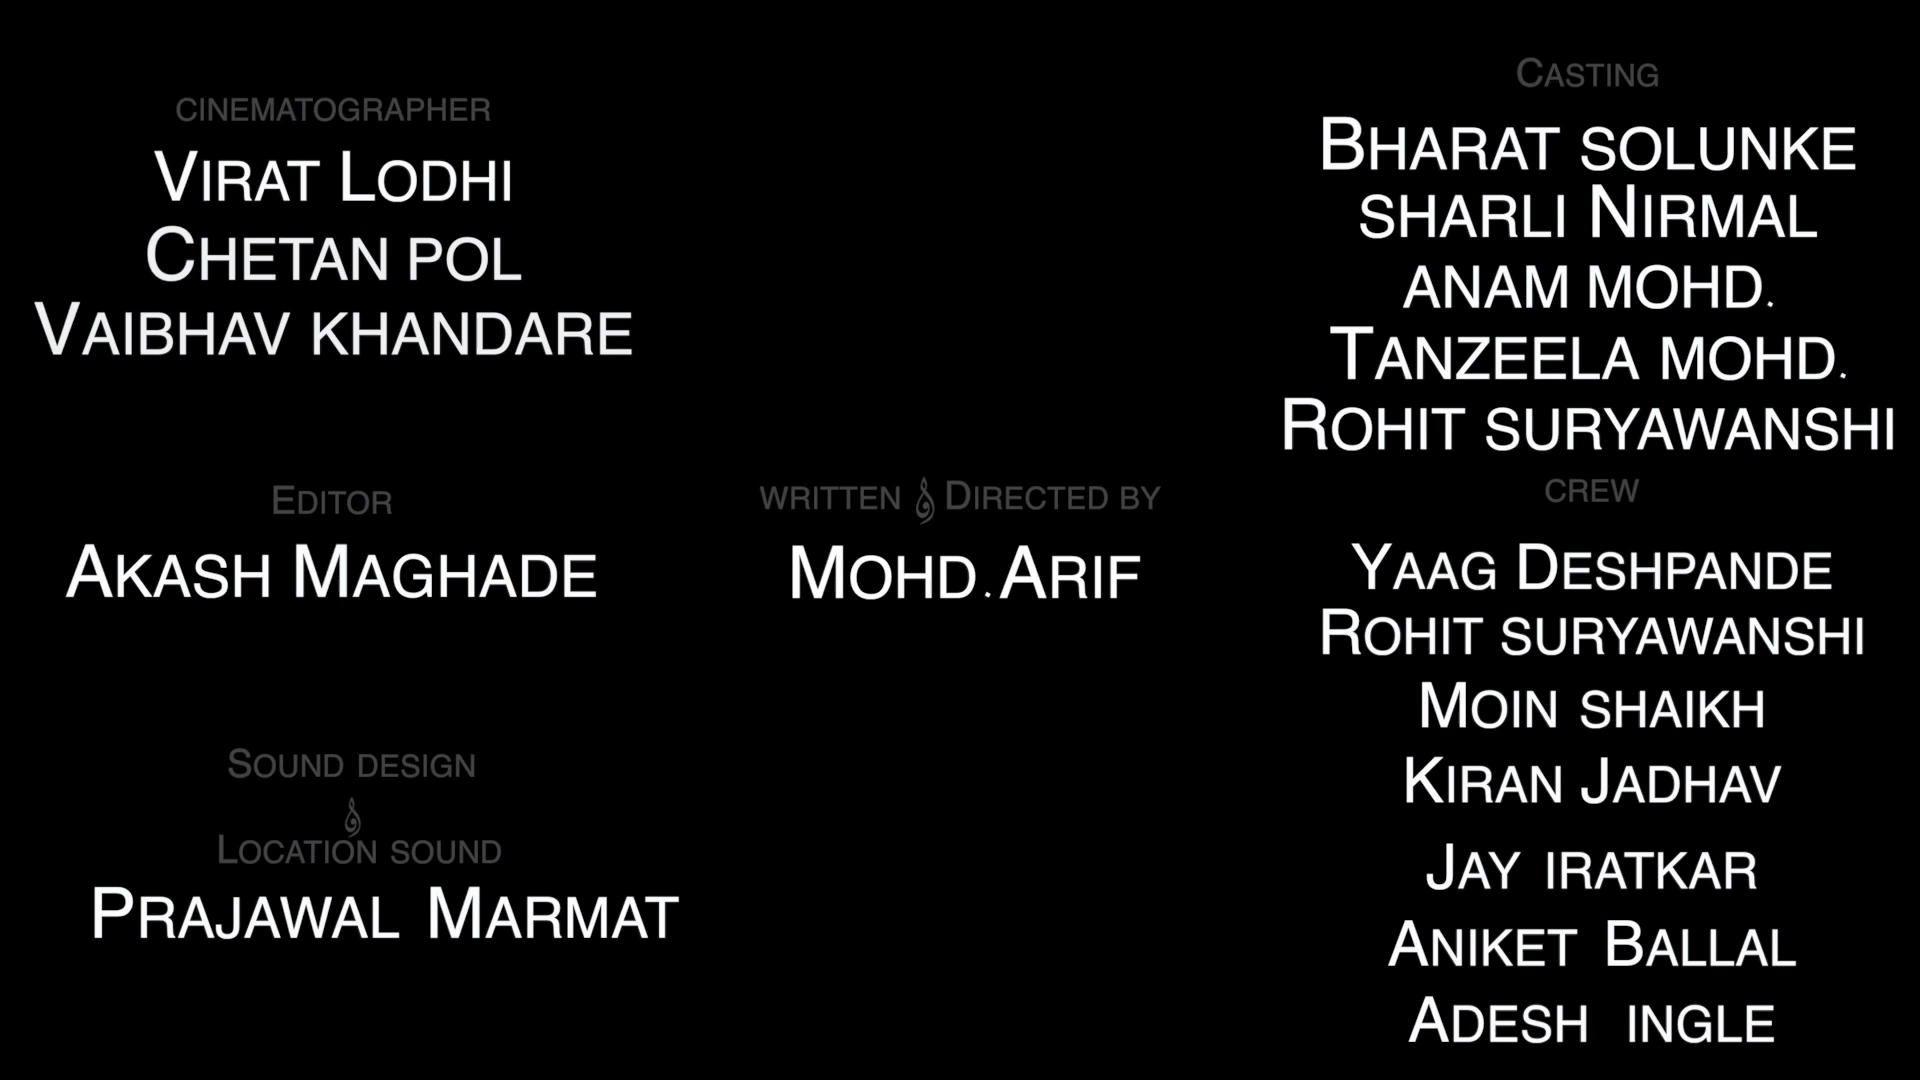 CINEMATOGRAPHER
VIRAT LODHI
CHETAN POL
VAIBHAV KHANDARE
EDITOR
AKASH MAGHADE
SOUND DESIGN
&
LOCATION SOUND
PRAJAWAL MARMAT
WRITTEN & DIRECTED BY
MOHD.ARIF
CASTING
BHARAT SOLUNKE
SHARLI NIRMAL
ANAM MOHD.
TANZEELA MOHD.
ROHIT SURYAWANSHI
CREW
YAAG DESHPANDE
ROHIT SURYAWANSHI
MOIN SHAIKH
KIRAN JADHAV
JAY IRATKAR
ANIKET BALLAL
ADESH INGLE